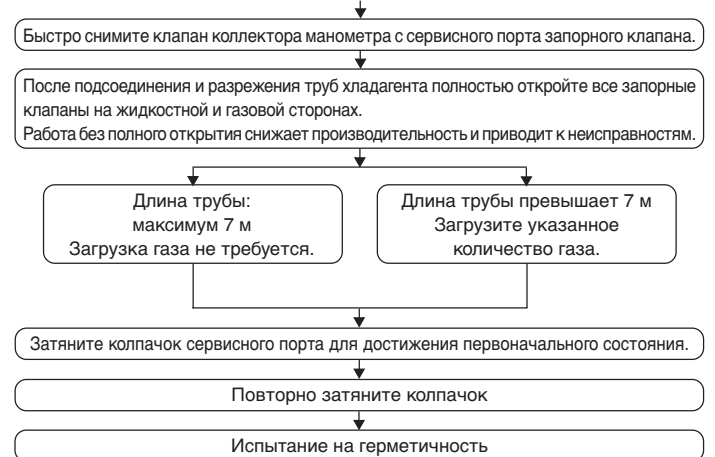 Быстро снимите клапан коллектора манометра с сервисного порта запорного клапана.
После подсоединения и разрежения труб хладагента полностью откройте все запорные
клапаны на жидкостной и газовой сторонах.
Работа без полного открытия снижает производительность и приводит к неисправностям.
Длина трубы:
максимум 7 м
Загрузка газа не требуется.
Длина трубы превышает 7 м
Загрузите указанное
количество газа.
Затяните колпачок сервисного порта для достижения первоначального состояния.
Повторно затяните колпачок
Испытание на герметичность